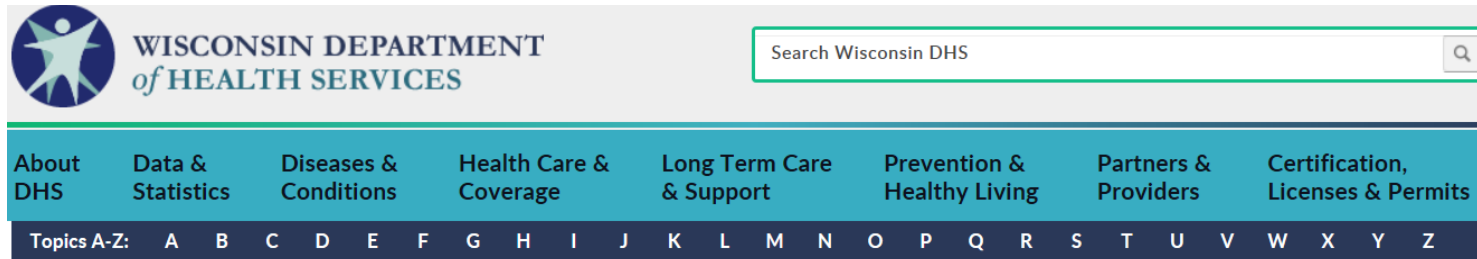 WISCONSIN DEPARTMENT
of HEALTH SERVICES
Search Wisconsin DHS
About DHS
Data & Statistics
Diseases & Conditions
Health Care & Coverage
Long Term Care & Support
Prevention & Healthy Living
Partners & Providers
Certification, Licenses & Permits
Topics A-Z: A B C D E F G H I J K L M N O P Q R S T U V W X Y Z